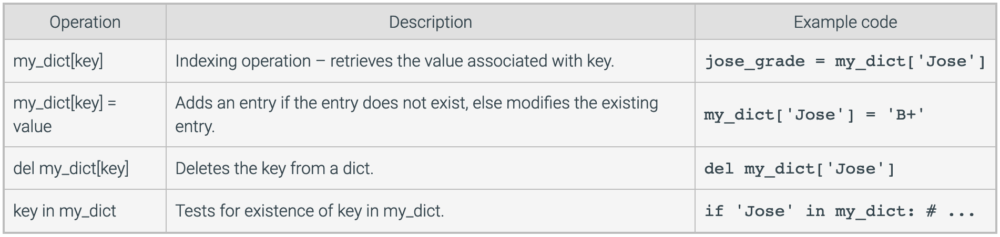 Operation Description Example code
my_dict[key] Indexing operation – retrieves the value associated with key. jose_grade = my_dict['Jose']
my_dict[key] =
value
Adds an entry if the entry does not exist, else modifies the existing
entry.
my_dict['Jose'] = 'B+'
del my_dict[key] Deletes the key from a dict. del my_dict['Jose']
key in my_dict Tests for existence of key in my_dict. if 'Jose' in my_dict: # ...